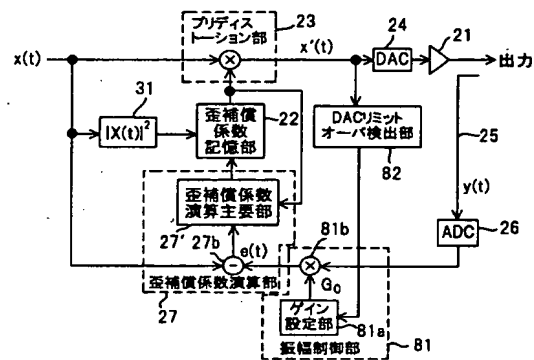 プリディス
トーション部
23
24
21
x(t)
x'(t)
DAC
出力
31
|X(t)|²
歪補償
係数
記憶部
22
DACリミット
オーバ検出部
82
25
y(t)
歪補償係数
演算主要部
27'
27b
e(t)
81b
ADC
26
G₀
歪補償係数演算部
27
ゲイン
設定部
81a
振幅制御部
81